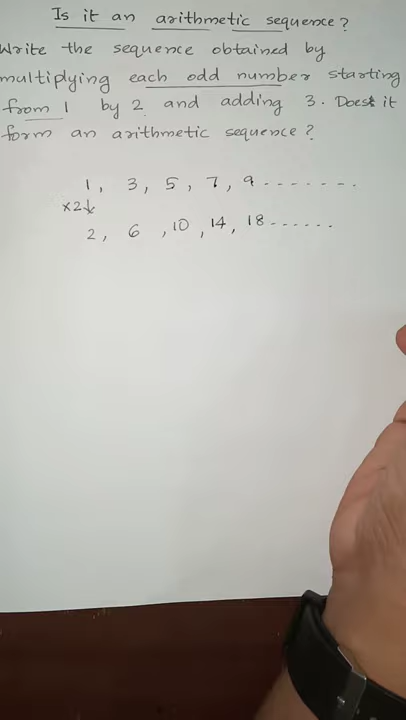 Is it an arithmetic sequence?
Write the sequence obtained by
multiplying each odd number starting
from 1 by 2 and adding 3. Does it
form an arithmetic sequence?
1, 3, 5, 7, 9 -------
×2↓
2, 6, 10, 14, 18 ------